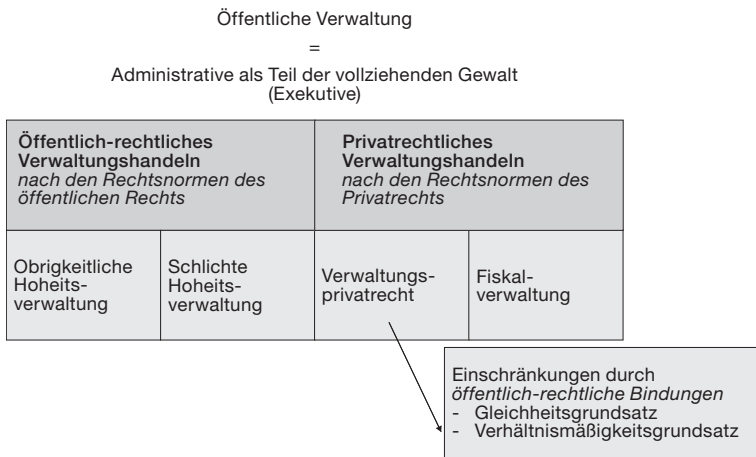 Öffentliche Verwaltung
=
Administrative als Teil der vollziehenden Gewalt
(Exekutive)
Öffentlich-rechtliches
Verwaltungshandeln
nach den Rechtsnormen des
öffentlichen Rechts
Privatrechtliches
Verwaltungshandeln
nach den Rechtsnormen des
Privatrechts
Obrigkeitliche
Hoheits-
verwaltung
Schlichte
Hoheits-
verwaltung
Verwaltungs-
privatrecht
Fiskal-
verwaltung
Einschränkungen durch
öffentlich-rechtliche Bindungen
- Gleichheitsgrundsatz
- Verhältnismäßigkeitsgrundsatz